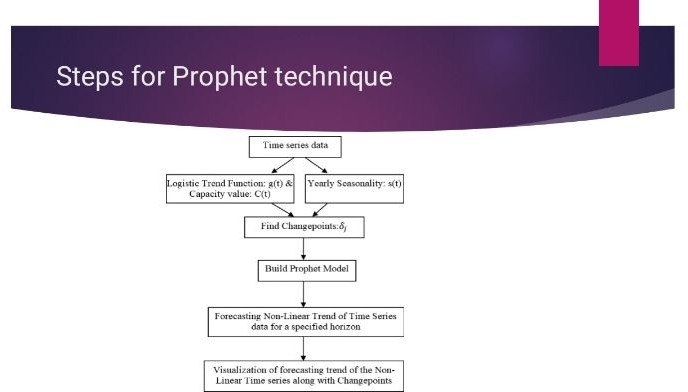 Steps for Prophet technique
Time series data
Logistic Trend Function: g(t) &
Capacity value: C(t)
Yearly Seasonality: s(t)
Find Changepoints:δj
Build Prophet Model
Forecasting Non-Linear Trend of Time Series
data for a specified horizon
Visualization of forecasting trend of the Non-
Linear Time series along with Changepoints